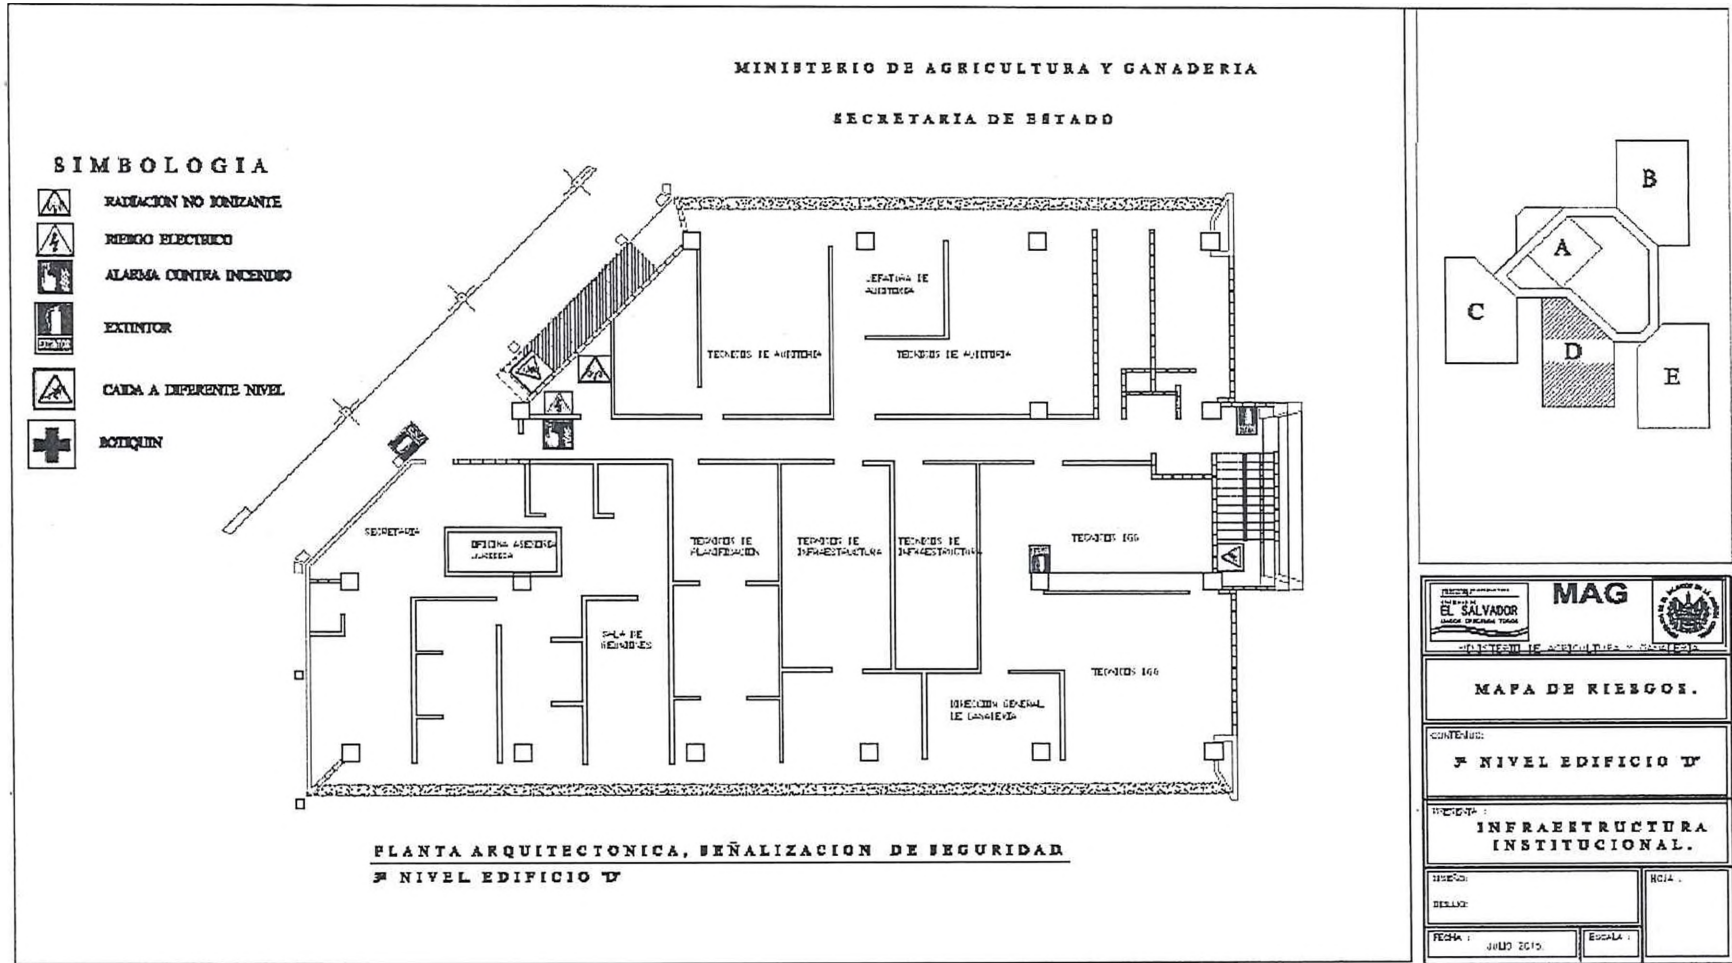 MINISTERIO DE AGRICULTURA Y GANADERIA
SECRETARIA DE ESTADO
SIMBOLOGIA
RADIACION NO IONIZANTE
RIESGO ELECTRICO
ALARMA CONTRA INCENDIO
EXTINTOR
CAIDA A DIFERENTE NIVEL
BOTIQUIN
JEFATURA DE
AUDITORIA
TECNICOS DE AUDITORIA
TECNICOS DE AUDITORIA
SECRETARIA
OFICINA ASESORIA
JURIDICA
TECNICOS DE
PLANIFICACION
TECNICOS DE
INFRAESTRUCTURA
TECNICOS DE
INFRAESTRUCTURA
TECNICOS DGG
SALA DE
REUNIONES
TECNICOS DGG
DIRECCION GENERAL
DE GANADERIA
PLANTA ARQUITECTONICA, SEÑALIZACION DE SEGURIDAD
3º NIVEL EDIFICIO "D"
B
A
C
D
E
EL SALVADOR
MAG
MINISTERIO DE AGRICULTURA Y GANADERIA
MAPA DE RIESGOS.
CONTENIDO:
3º NIVEL EDIFICIO "D"
PRESENTA :
INFRAESTRUCTURA
INSTITUCIONAL.
DISEÑO:
DIBUJO:
HOJA :
FECHA :
JULIO 2015.
ESCALA :